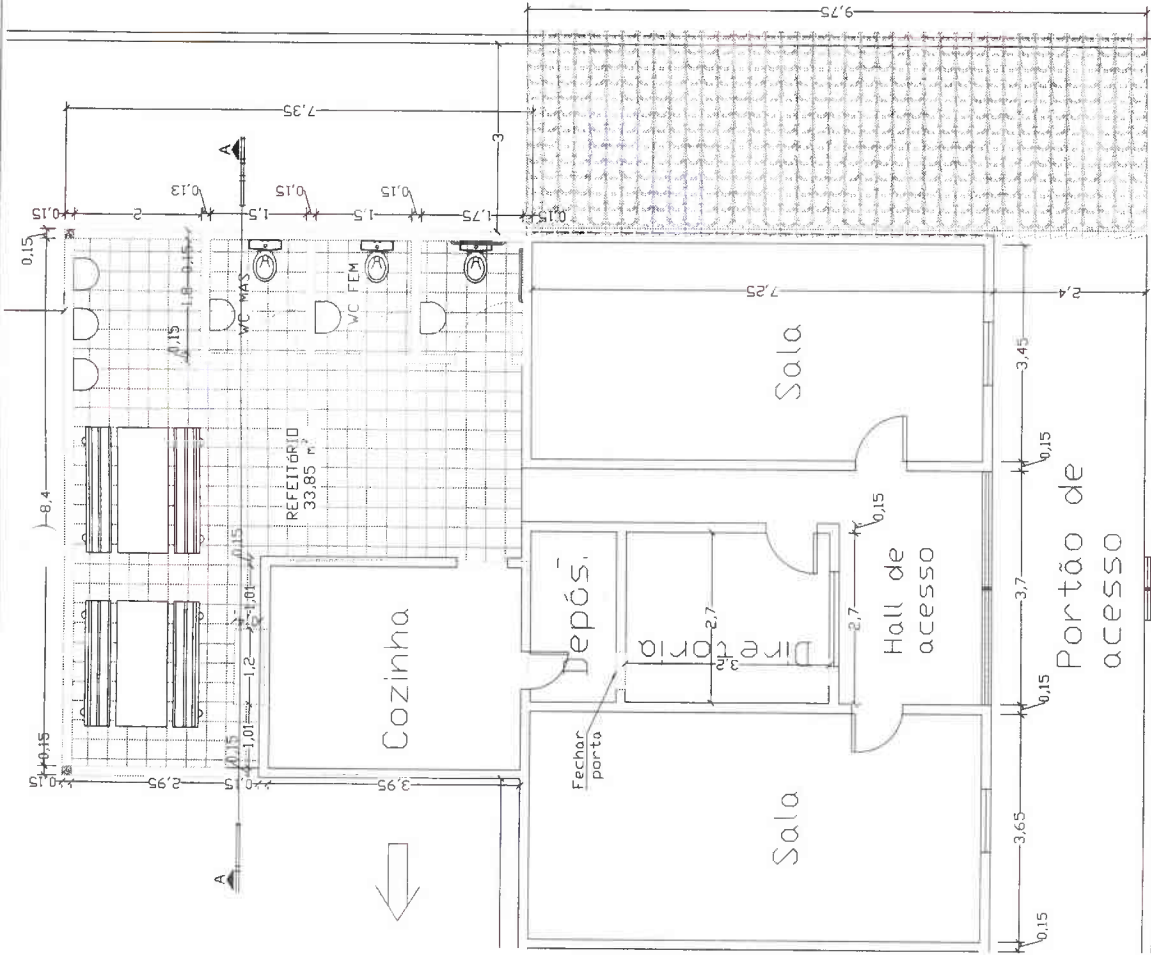 9,75
7,35
3
A
0,15
0,15
2
0,13
1,5
0,15
1,5
0,15
1,75
0,15
8,4
1,8
0,15
0,15
WC MAS
WC FEM
REFEITÓRIO
33,85 m²
7,25
2,4
Sala
3,45
0,15
0,15
0,15
2,95
0,15
3,95
0,15
1,01
1,2
1,01
0,15
Cozinha
Depós.
2,7
Diretoria
3,2
2,7
0,15
Hall de
acesso
3,7
Portão de
acesso
Fechar
porta
A
Sala
0,15
3,65
0,15